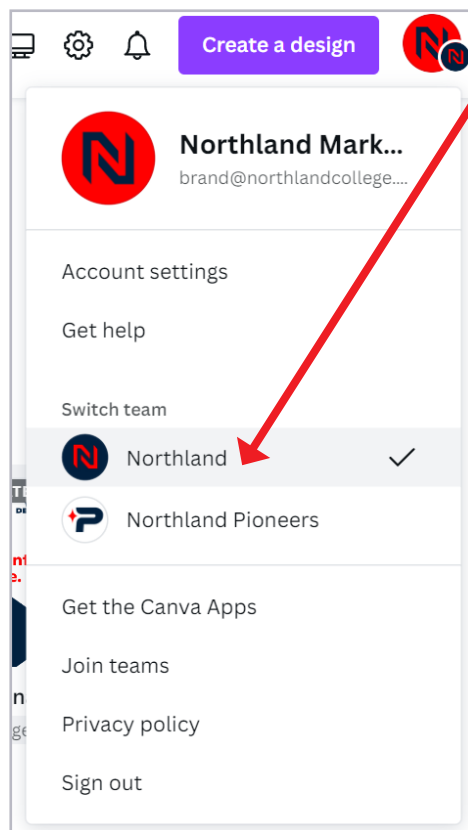 Create a design
Northland Mark...
brand@northlandcollege....
Account settings
Get help
Switch team
Northland
Northland Pioneers
Get the Canva Apps
Join teams
Privacy policy
Sign out